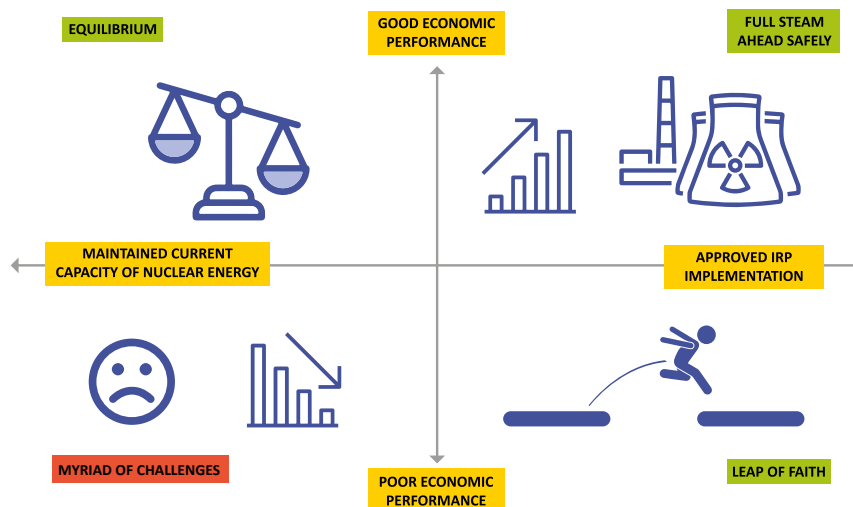 EQUILIBRIUM
GOOD ECONOMIC
PERFORMANCE
FULL STEAM
AHEAD SAFELY
MAINTAINED CURRENT
CAPACITY OF NUCLEAR ENERGY
APPROVED IRP
IMPLEMENTATION
MYRIAD OF CHALLENGES
POOR ECONOMIC
PERFORMANCE
LEAP OF FAITH